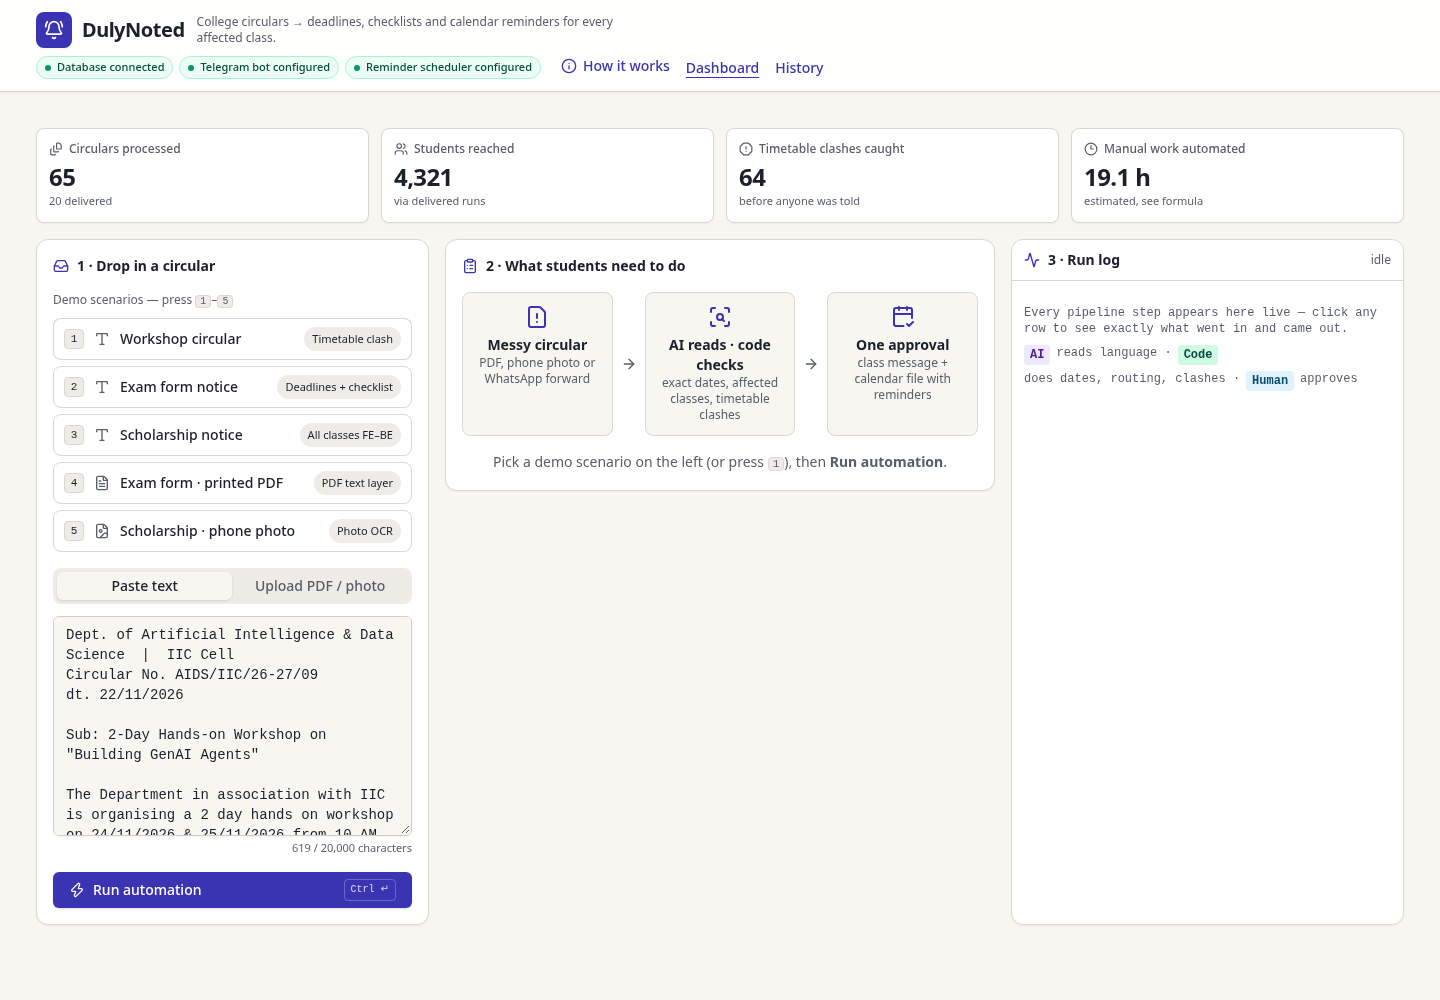 DulyNoted
College circulars → deadlines, checklists and calendar reminders for every
affected class.
Database connected
Telegram bot configured
Reminder scheduler configured
How it works
Dashboard
History
Circulars processed
65
20 delivered
Students reached
4,321
via delivered runs
Timetable clashes caught
64
before anyone was told
Manual work automated
19.1 h
estimated, see formula
1 · Drop in a circular
Demo scenarios — press 1–5
1 Workshop circular Timetable clash
2 Exam form notice Deadlines + checklist
3 Scholarship notice All classes FE–BE
4 Exam form · printed PDF PDF text layer
5 Scholarship · phone photo Photo OCR
Paste text
Upload PDF / photo
Dept. of Artificial Intelligence & Data
Science | IIC Cell
Circular No. AIDS/IIC/26-27/09
dt. 22/11/2026
Sub: 2-Day Hands-on Workshop on
"Building GenAI Agents"
The Department in association with IIC
is organising a 2 day hands on workshop
on 24/11/2026 & 25/11/2026 from 10 AM
619 / 20,000 characters
Run automation Ctrl ↵
2 · What students need to do
Messy circular
PDF, phone photo or
WhatsApp forward
→
AI reads · code
checks
exact dates, affected
classes, timetable
clashes
→
One approval
class message +
calendar file with
reminders
Pick a demo scenario on the left (or press 1), then Run automation.
3 · Run log
idle
Every pipeline step appears here live — click any
row to see exactly what went in and came out.
AI reads language · Code
does dates, routing, clashes · Human approves